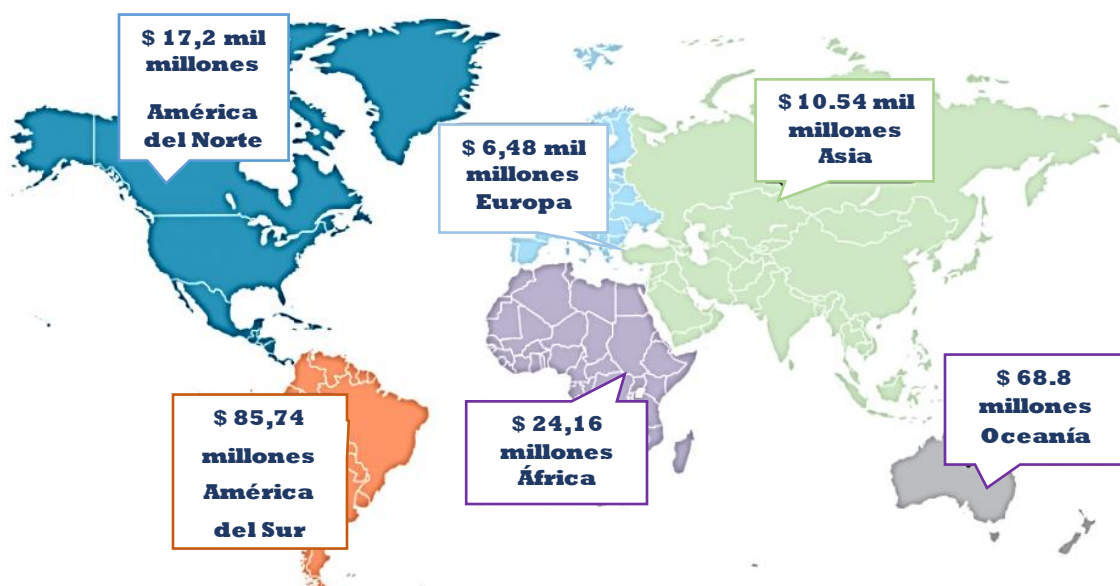 $ 17,2 mil
millones
América
del Norte
$ 10.54 mil
millones
Asia
$ 6,48 mil
millones
Europa
$ 68.8
millones
Oceanía
$ 85,74
millones
América
del Sur
$ 24,16
millones
África